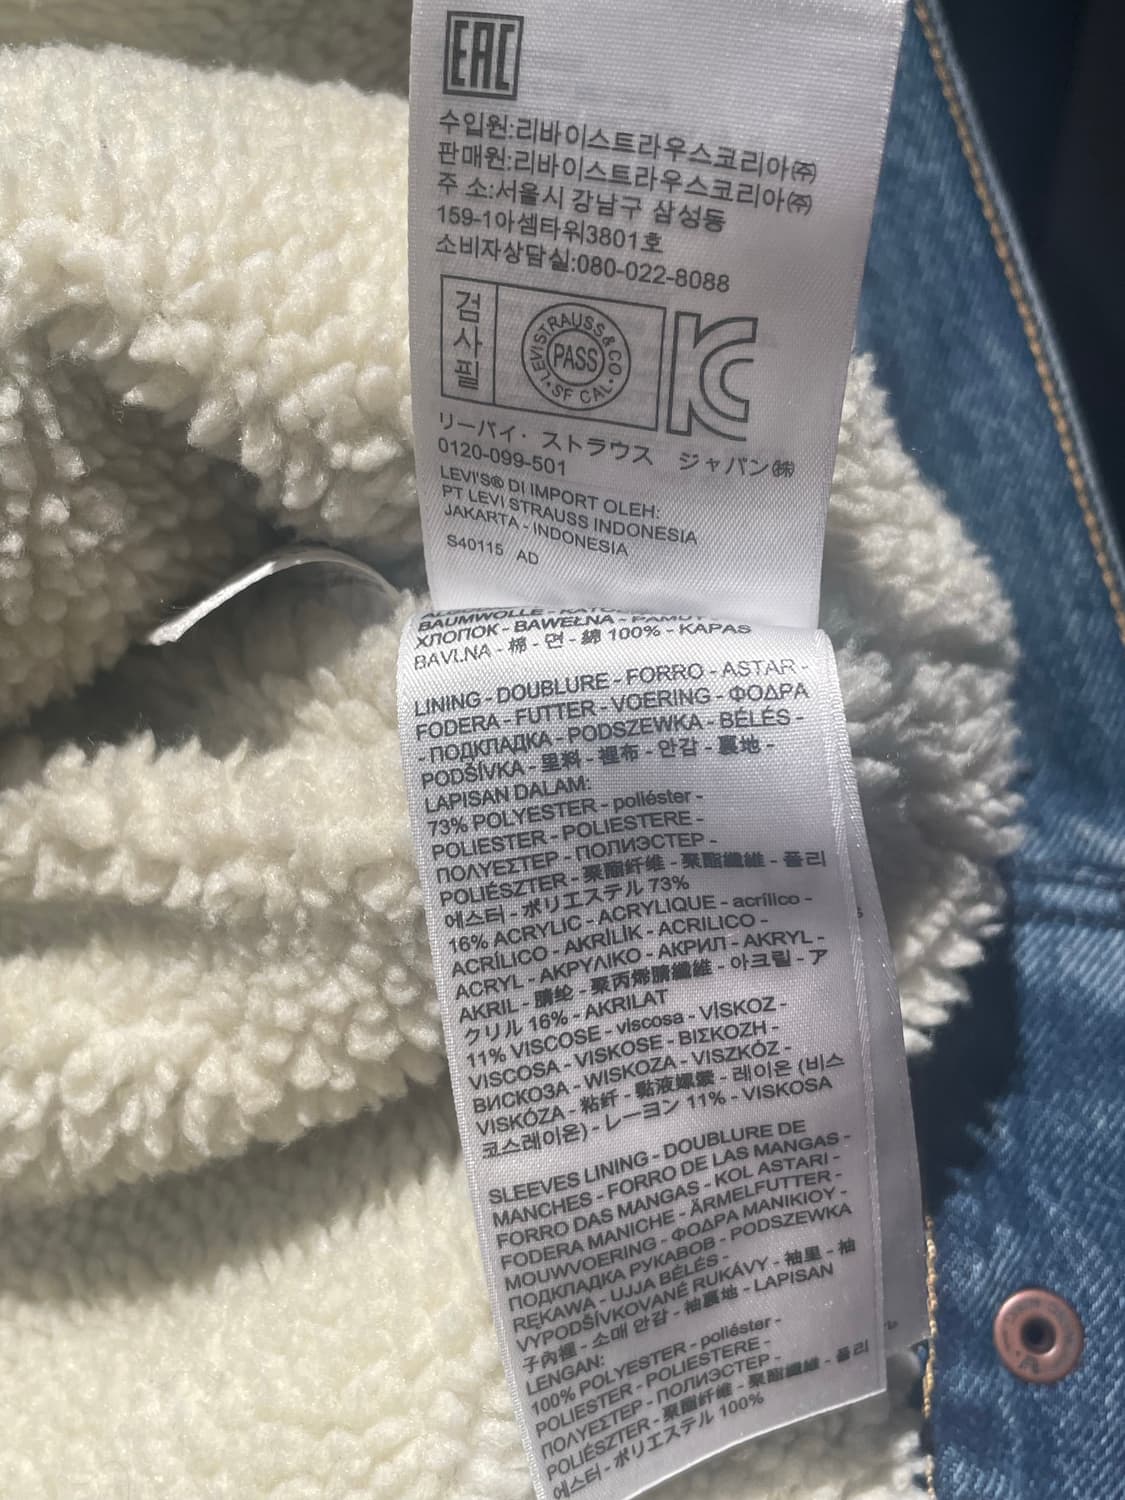 EAC
수입원:리바이스트라우스코리아㈜
판매원:리바이스트라우스코리아㈜
주 소:서울시 강남구 삼성동
159-1아셈타워3801호
소비자상담실:080-022-8088
검사필
LEVI STRAUSS & CO
PASS
SF CAL.
KC
リーバイ・ストラウス ジャパン㈱
0120-099-501
LEVI'S® DI IMPORT OLEH:
PT LEVI STRAUSS INDONESIA
JAKARTA - INDONESIA
S40115 AD
BAUMWOLLE -
ХЛОПОК - BAWEŁNA - PAMUT -
BAVLNA - 棉 - 면 - 綿 100% - KAPAS
LINING - DOUBLURE - FORRO - ASTAR -
FODERA - FUTTER - VOERING - ΦΟΔΡΑ
- ПОДКЛАДКА - PODSZEWKA - BÉLÉS -
PODŠÍVKA - 里料 - 裡布 - 안감 - 裏地 -
LAPISAN DALAM:
73% POLYESTER - poliéster -
POLIESTER - POLIESTERE -
ΠΟΛΥΕΣΤΕΡ - ПОЛИЭСТЕР -
POLIÉSZTER - 聚酯纤维 - 聚酯纖維 - 폴리
에스터 - ポリエステル 73%
16% ACRYLIC - ACRYLIQUE - acrílico -
ACRÍLICO - AKRİLİK - ACRILICO -
ACRYL - ΑΚΡΥΛΙΚΟ - АКРИЛ - AKRYL -
AKRIL - 腈纶 - 聚丙烯腈纖維 - 아크릴 - ア
クリル 16% - AKRILAT
11% VISCOSE - viscosa - VİSKOZ -
VISCOSA - VISKOSE - ΒΙΣΚΟΖΗ -
ВИСКОЗА - WISKOZA - VISZKÓZ -
VISKÓZA - 粘纤 - 黏液嫘縈 - 레이온 (비스
코스레이온) - レーヨン 11% - VISKOSA
SLEEVES LINING - DOUBLURE DE
MANCHES - FORRO DE LAS MANGAS -
FORRO DAS MANGAS - KOL ASTARI -
FODERA MANICHE - ÄRMELFUTTER -
MOUWVOERING - ΦΟΔΡΑ ΜΑΝΙΚΙΟΥ -
ПОДКЛАДКА РУКАВОВ - PODSZEWKA
RĘKAWA - UJJA BÉLÉS -
VYPODŠÍVKOVANÉ RUKÁVY - 袖里 - 袖
子內裡 - 소매 안감 - 袖裏地 - LAPISAN
LENGAN:
100% POLYESTER - poliéster -
POLIESTER - POLIESTERE -
ΠΟΛΥΕΣΤΕΡ - ПОЛИЭСТЕР -
POLIÉSZTER - 聚酯纤维 - 聚酯纖維 - 폴리
에스터 - ポリエステル 100%